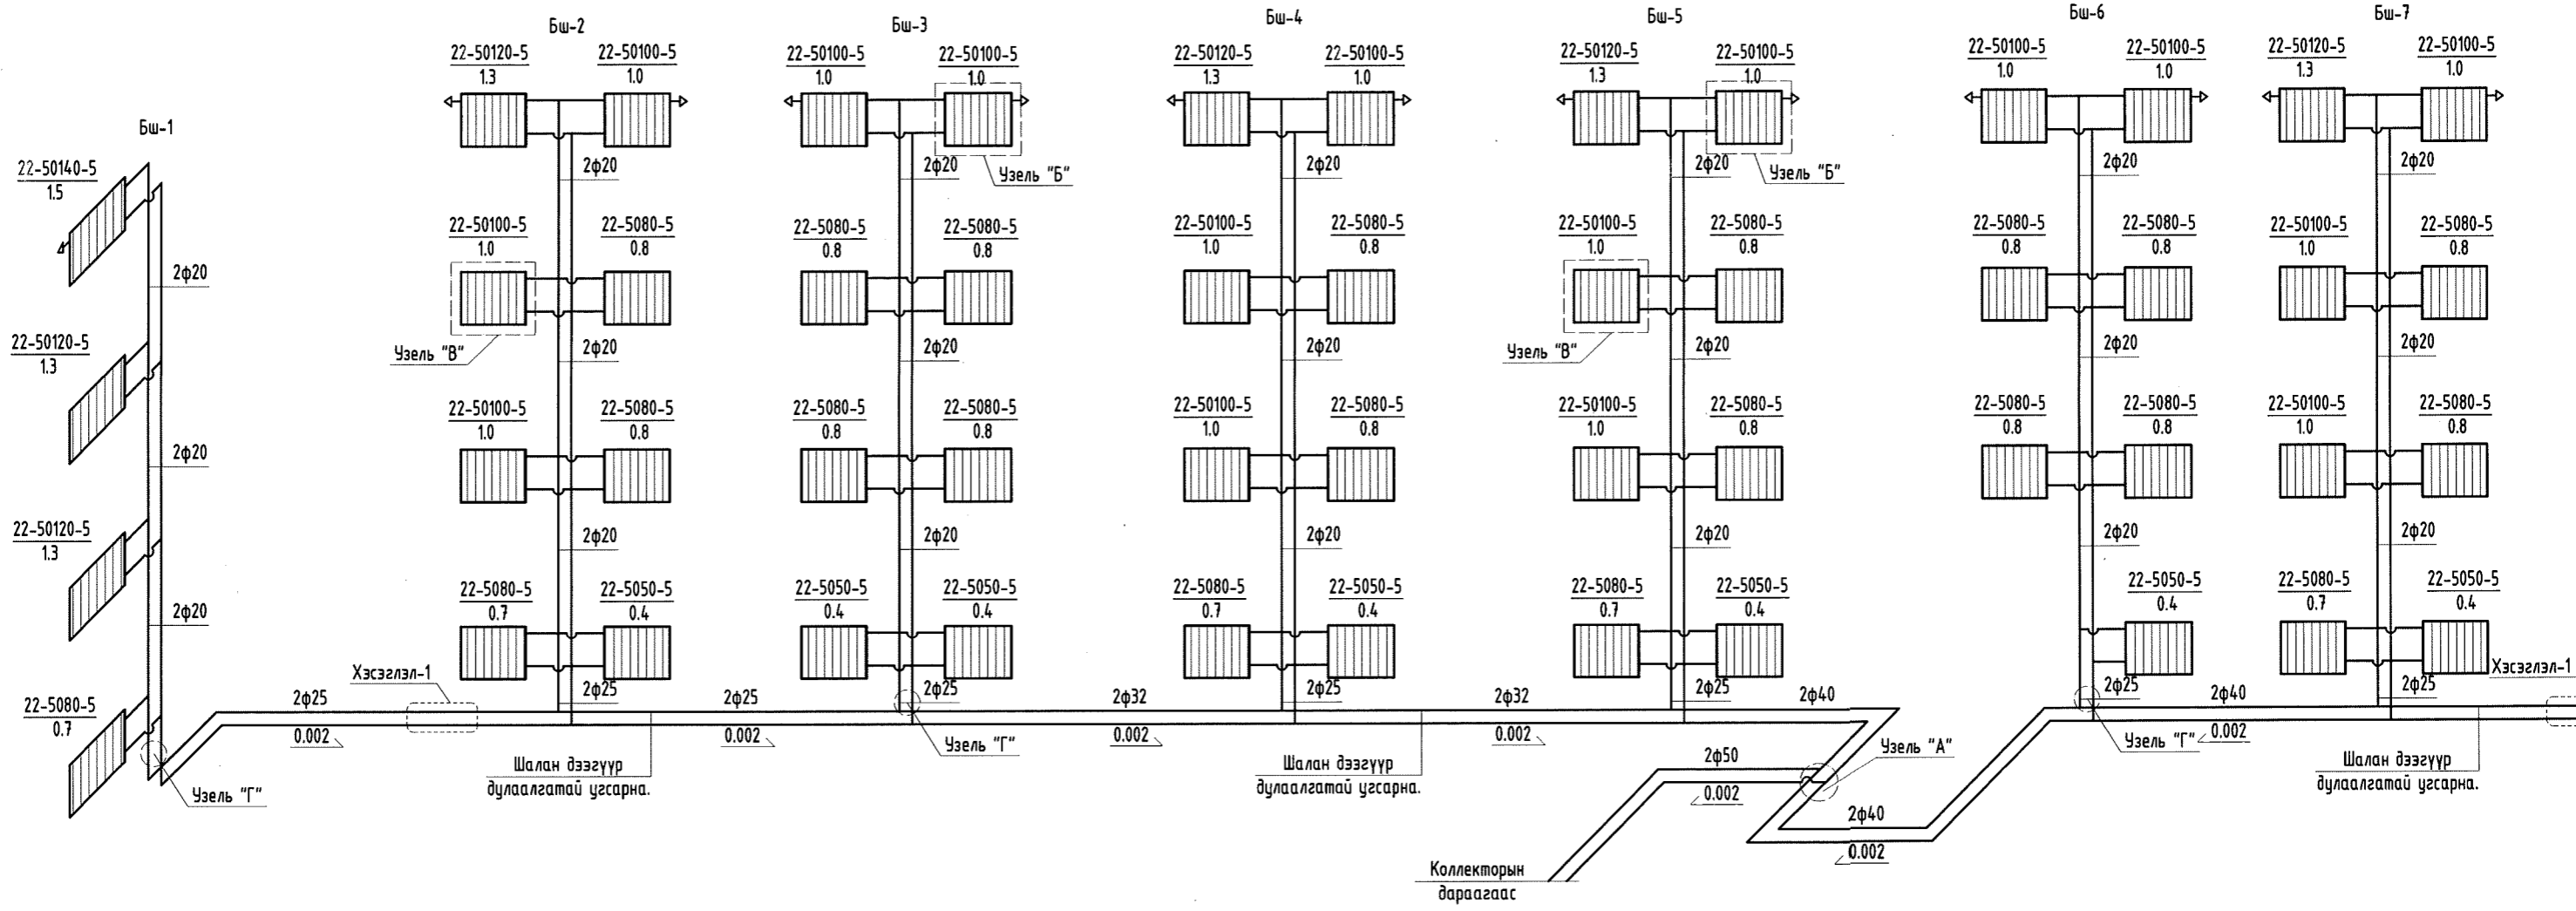 Бш-1
22-50140-5
1.5
2ф20
22-50120-5
1.3
2ф20
22-50120-5
1.3
2ф20
22-5080-5
0.7
Узель "Г"
2ф25
0.002
Хэсэглэл-1
Бш-2
22-50120-5
1.3
22-50100-5
1.0
2ф20
22-50100-5
1.0
22-5080-5
0.8
Узель "В"
2ф20
22-50100-5
1.0
22-5080-5
0.8
2ф20
22-5080-5
0.7
22-5050-5
0.4
2ф25
2ф25
0.002
Шалан дээгүүр
дулаалгатай угсарна.
Бш-3
22-50100-5
1.0
22-50100-5
1.0
2ф20
Узель "Б"
22-5080-5
0.8
22-5080-5
0.8
2ф20
22-5080-5
0.8
22-5080-5
0.8
2ф20
22-5050-5
0.4
22-5050-5
0.4
2ф25
Узель "Г"
2ф32
0.002
Бш-4
22-50120-5
1.3
22-50100-5
1.0
2ф20
22-50100-5
1.0
22-5080-5
0.8
2ф20
22-50100-5
1.0
22-5080-5
0.8
2ф20
22-5080-5
0.7
22-5050-5
0.4
2ф25
Шалан дээгүүр
дулаалгатай угсарна.
2ф32
0.002
Бш-5
22-50120-5
1.3
22-50100-5
1.0
2ф20
Узель "Б"
22-50100-5
1.0
22-5080-5
0.8
Узель "В"
2ф20
22-50100-5
1.0
22-5080-5
0.8
2ф20
22-5080-5
0.7
22-5050-5
0.4
2ф25
2ф40
Узель "А"
2ф50
0.002
Коллекторын
дараагаас
2ф40
0.002
Бш-6
22-50100-5
1.0
22-50100-5
1.0
2ф20
22-5080-5
0.8
22-5080-5
0.8
2ф20
22-5080-5
0.8
22-5080-5
0.8
2ф20
22-5050-5
0.4
2ф25
Узель "Г"
2ф40
0.002
Бш-7
22-50120-5
1.3
22-50100-5
1.0
2ф20
22-50100-5
1.0
22-5080-5
0.8
2ф20
22-50100-5
1.0
22-5080-5
0.8
2ф20
22-5080-5
0.7
22-5050-5
0.4
2ф25
Хэсэглэл-1
Шалан дээгүүр
дулаалгатай угсарна.